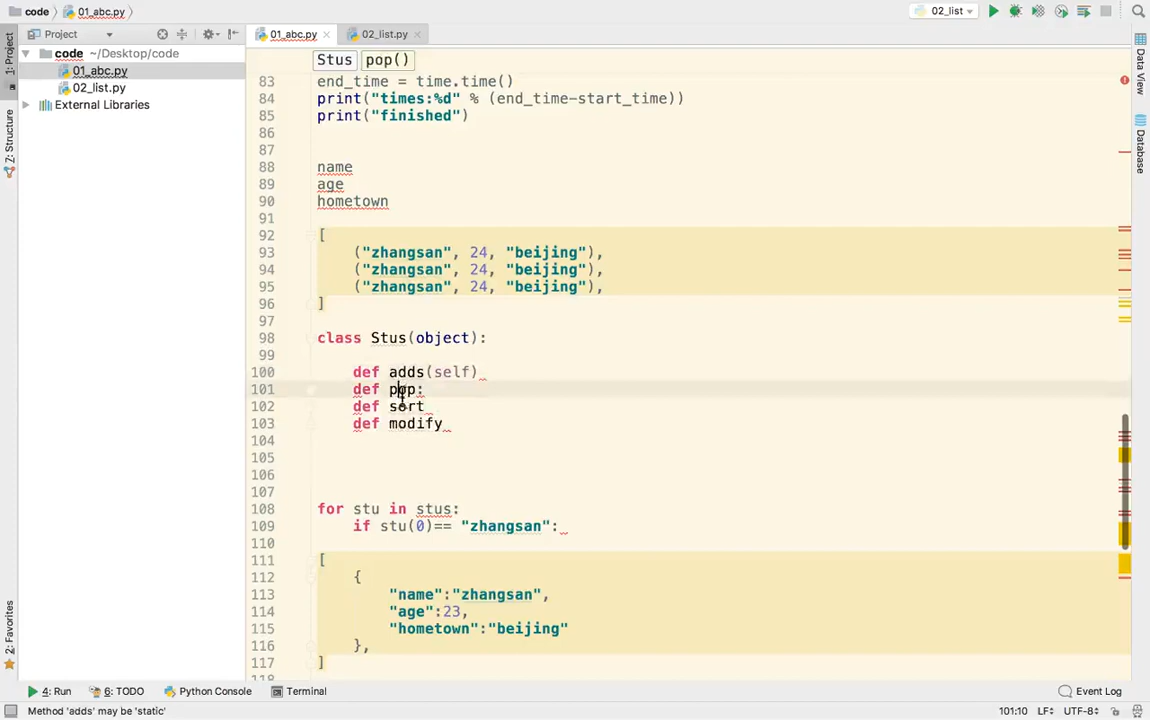 code 01_abc.py 02_list
Project 01_abc.py 02_list.py
1: Project
code ~/Desktop/code
01_abc.py
02_list.py
External Libraries
Z: Structure
2: Favorites
Data View
Database
Stus pop()
83 end_time = time.time()
84 print("times:%d" % (end_time-start_time))
85 print("finished")
86
87
88 name
89 age
90 hometown
91
92 [
93 ("zhangsan", 24, "beijing"),
94 ("zhangsan", 24, "beijing"),
95 ("zhangsan", 24, "beijing"),
96 ]
97
98 class Stus(object):
99
100 def adds(self)
101 def pop:
102 def sort
103 def modify
104
105
106
107
108 for stu in stus:
109 if stu(0)== "zhangsan":
110
111 [
112 {
113 "name":"zhangsan",
114 "age":23,
115 "hometown":"beijing"
116 },
117 ]
118
4: Run 6: TODO Python Console Terminal Event Log
Method 'adds' may be 'static' 101:10 LF÷ UTF-8÷